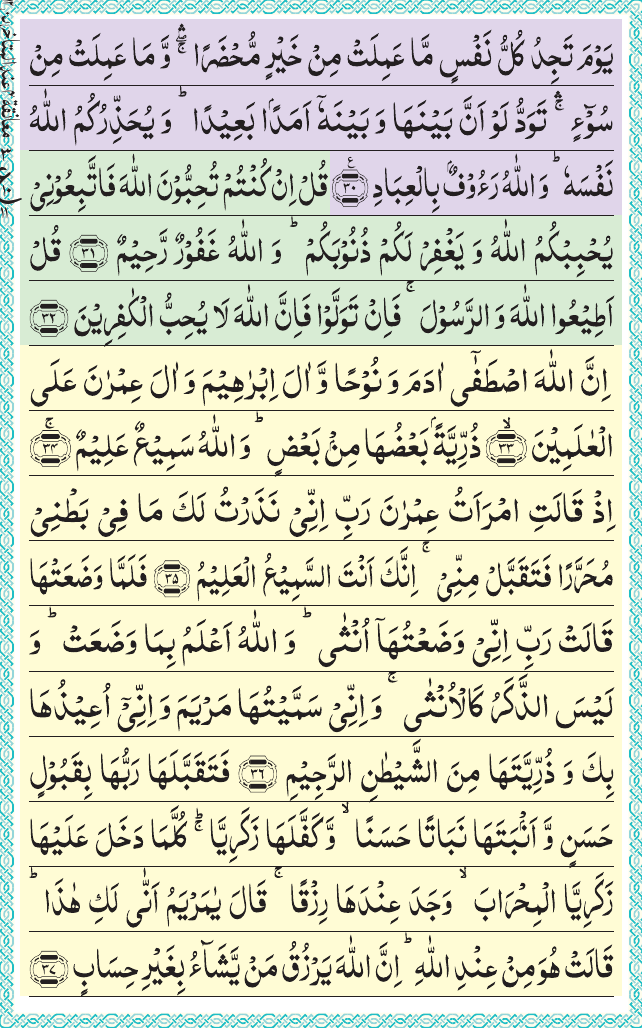 يَوْمَ تَجِدُ كُلُّ نَفْسٍ مَّا عَمِلَتْ مِنْ خَيْرٍ مُّحْضَرًا ۛۖ وَّ مَا عَمِلَتْ مِنْ
سُوْٓءٍ ۛۚ تَوَدُّ لَوْ اَنَّ بَيْنَهَا وَ بَيْنَهٗۤ اَمَدًۢا بَعِيْدًا ؕ وَ يُحَذِّرُكُمُ اللّٰهُ
نَفْسَهٗ ؕ وَ اللّٰهُ رَءُوْفٌۢ بِالْعِبَادِ ﴿۳۰﴾ قُلْ اِنْ كُنْتُمْ تُحِبُّوْنَ اللّٰهَ فَاتَّبِعُوْنِيْ
يُحْبِبْكُمُ اللّٰهُ وَ يَغْفِرْ لَكُمْ ذُنُوْبَكُمْ ؕ وَ اللّٰهُ غَفُوْرٌ رَّحِيْمٌ ﴿۳۱﴾ قُلْ
اَطِيْعُوا اللّٰهَ وَ الرَّسُوْلَ ۚ فَاِنْ تَوَلَّوْا فَاِنَّ اللّٰهَ لَا يُحِبُّ الْكٰفِرِيْنَ ﴿۳۲﴾
اِنَّ اللّٰهَ اصْطَفٰۤى اٰدَمَ وَ نُوْحًا وَّ اٰلَ اِبْرٰهِيْمَ وَ اٰلَ عِمْرٰنَ عَلَى
الْعٰلَمِيْنَ ۙ﴿۳۳﴾ ذُرِّيَّةًۢ بَعْضُهَا مِنْۢ بَعْضٍ ؕ وَ اللّٰهُ سَمِيْعٌ عَلِيْمٌ ۚ﴿۳۴﴾
اِذْ قَالَتِ امْرَاَتُ عِمْرٰنَ رَبِّ اِنِّيْ نَذَرْتُ لَكَ مَا فِيْ بَطْنِيْ
مُحَرَّرًا فَتَقَبَّلْ مِنِّيْ ۚ اِنَّكَ اَنْتَ السَّمِيْعُ الْعَلِيْمُ ﴿۳۵﴾ فَلَمَّا وَضَعَتْهَا
قَالَتْ رَبِّ اِنِّيْ وَضَعْتُهَاۤ اُنْثٰى ؕ وَ اللّٰهُ اَعْلَمُ بِمَا وَضَعَتْ ؕ وَ
لَيْسَ الذَّكَرُ كَالْاُنْثٰى ۚ وَ اِنِّيْ سَمَّيْتُهَا مَرْيَمَ وَ اِنِّيْۤ اُعِيْذُهَا
بِكَ وَ ذُرِّيَّتَهَا مِنَ الشَّيْطٰنِ الرَّجِيْمِ ﴿۳۶﴾ فَتَقَبَّلَهَا رَبُّهَا بِقَبُوْلٍ
حَسَنٍ وَّ اَنْۢبَتَهَا نَبَاتًا حَسَنًا ۙ وَّ كَفَّلَهَا زَكَرِيَّا ؕۚ كُلَّمَا دَخَلَ عَلَيْهَا
زَكَرِيَّا الْمِحْرَابَ ۙ وَجَدَ عِنْدَهَا رِزْقًا ۚ قَالَ يٰمَرْيَمُ اَنّٰى لَكِ هٰذَا ؕ
قَالَتْ هُوَ مِنْ عِنْدِ اللّٰهِ ؕ اِنَّ اللّٰهَ يَرْزُقُ مَنْ يَّشَآءُ بِغَيْرِ حِسَابٍ ﴿۳۷﴾